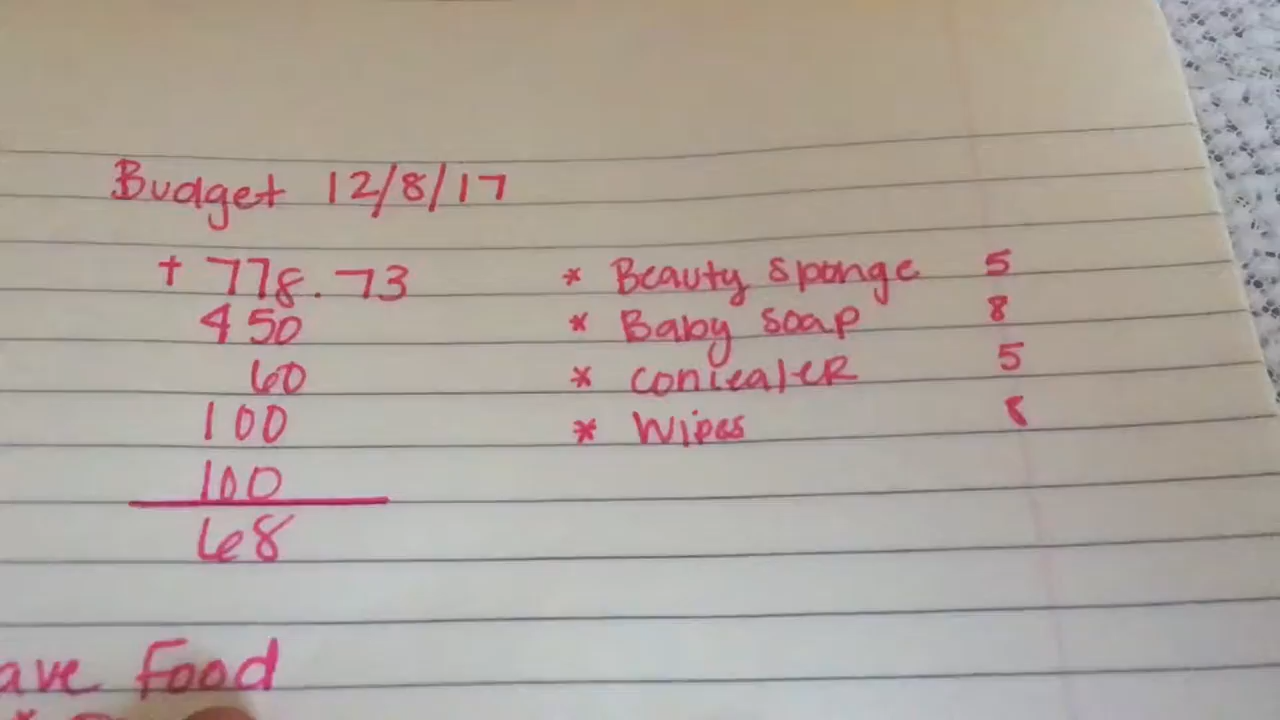 Budget 12/8/17
+ 778.73
450
60
100
100
68
* Beauty Sponge 5
* Baby Soap 8
* Concealer 5
* Wipes 8
ave Food